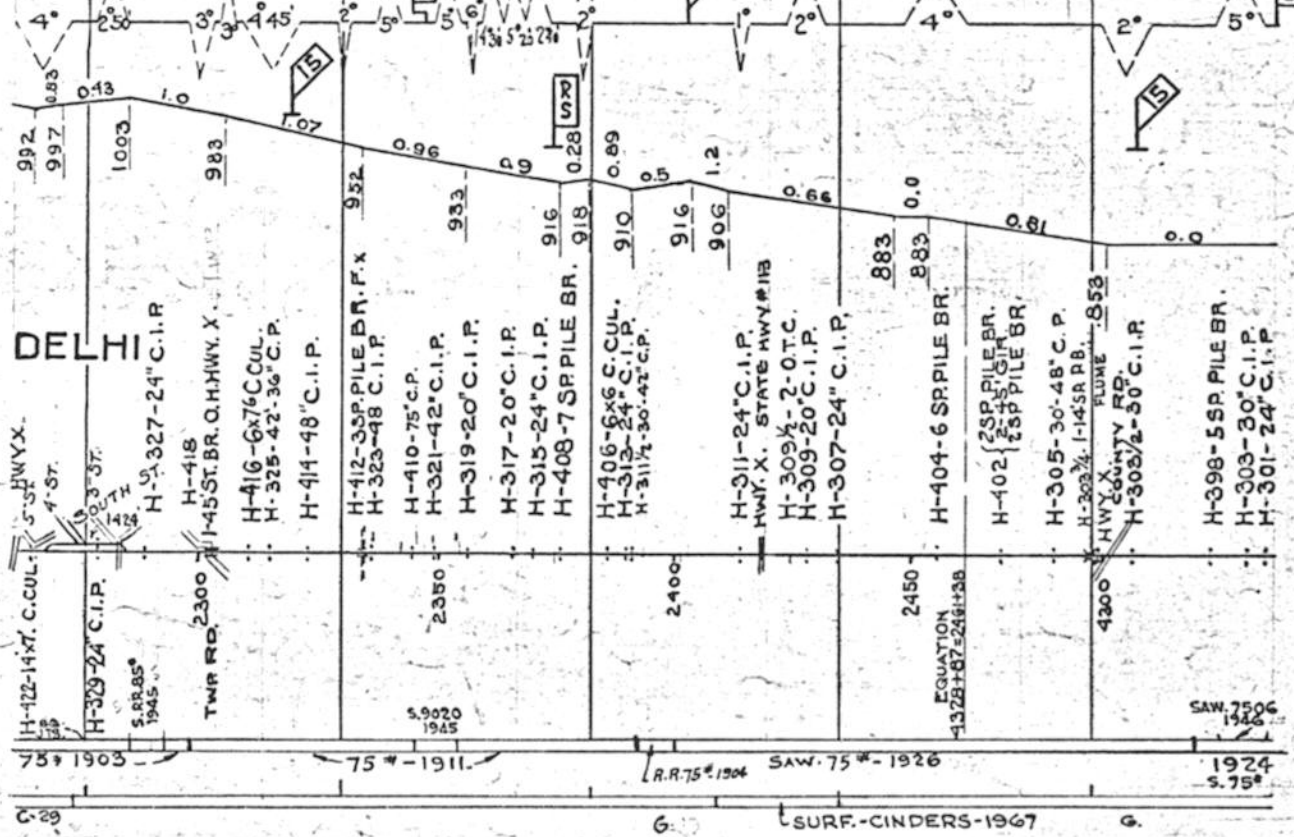 4° 2°30' 3° 3° 4°45' 2° 5° 5° 6° 2° 1° 2° 4° 2° 5°
0.83 0.43 1.0 15 1.07 0.96 0.9 RS 0.28 0.89 0.5 1.2 0.66 0.0 0.81 15 0.0
992 997 1003 983 952 933 916 918 910 916 906 883 883 853
DELHI
HWY X.
5 ST.
4 ST.
3 ST.
SOUTH ST.
1424
H-327-24" C.I.P.
H-418
1-45' ST. BR. O.H. HWY. X.
H-416-6x76 C CUL.
H-325-42'-36" C.P.
H-414-48" C.I.P.
H-412-3 SP. PILE BR. F. X
H-323-48 C.I.P.
H-410-75" C.P.
H-321-42" C.I.P.
H-319-20" C.I.P.
H-317-20" C.I.P.
H-315-24" C.I.P.
H-408-7 SP. PILE BR.
H-406-6x6 C. CUL.
H-313-24" C.I.P.
H-311½-30'-42" C.P.
H-311-24" C.I.P.
HWY. X. STATE HWY. #113
H-309½-2-O.T.C.
H-309-20" C.I.P.
H-307-24" C.I.P.
H-404-6 SP. PILE BR.
H-402 {2 SP. PILE BR.
2-45' GIR.
2 SP PILE BR.
H-305-30'-48" C.P.
H-303¾-1-14' SP. P.B.
FLUME
HWY. X
COUNTY RD.
H-303½-30" C.I.P.
H-398-5 SP. PILE BR.
H-303-30" C.I.P.
H-301-24" C.I.P.
H-422-14x7' C.CUL.
H-329-24" C.I.P.
S.R.R.85#
1945
2300
TWP RD.
2350
2400
2450
EQUATION
4328+87=2461+38
4300
S.9020
1945
SAW. 7506
1946
75# 1903
75#-1911
R.R.75#-1904
SAW. 75#-1926
1924
S.75#
C-29
G.
SURF.-CINDERS-1967
G.